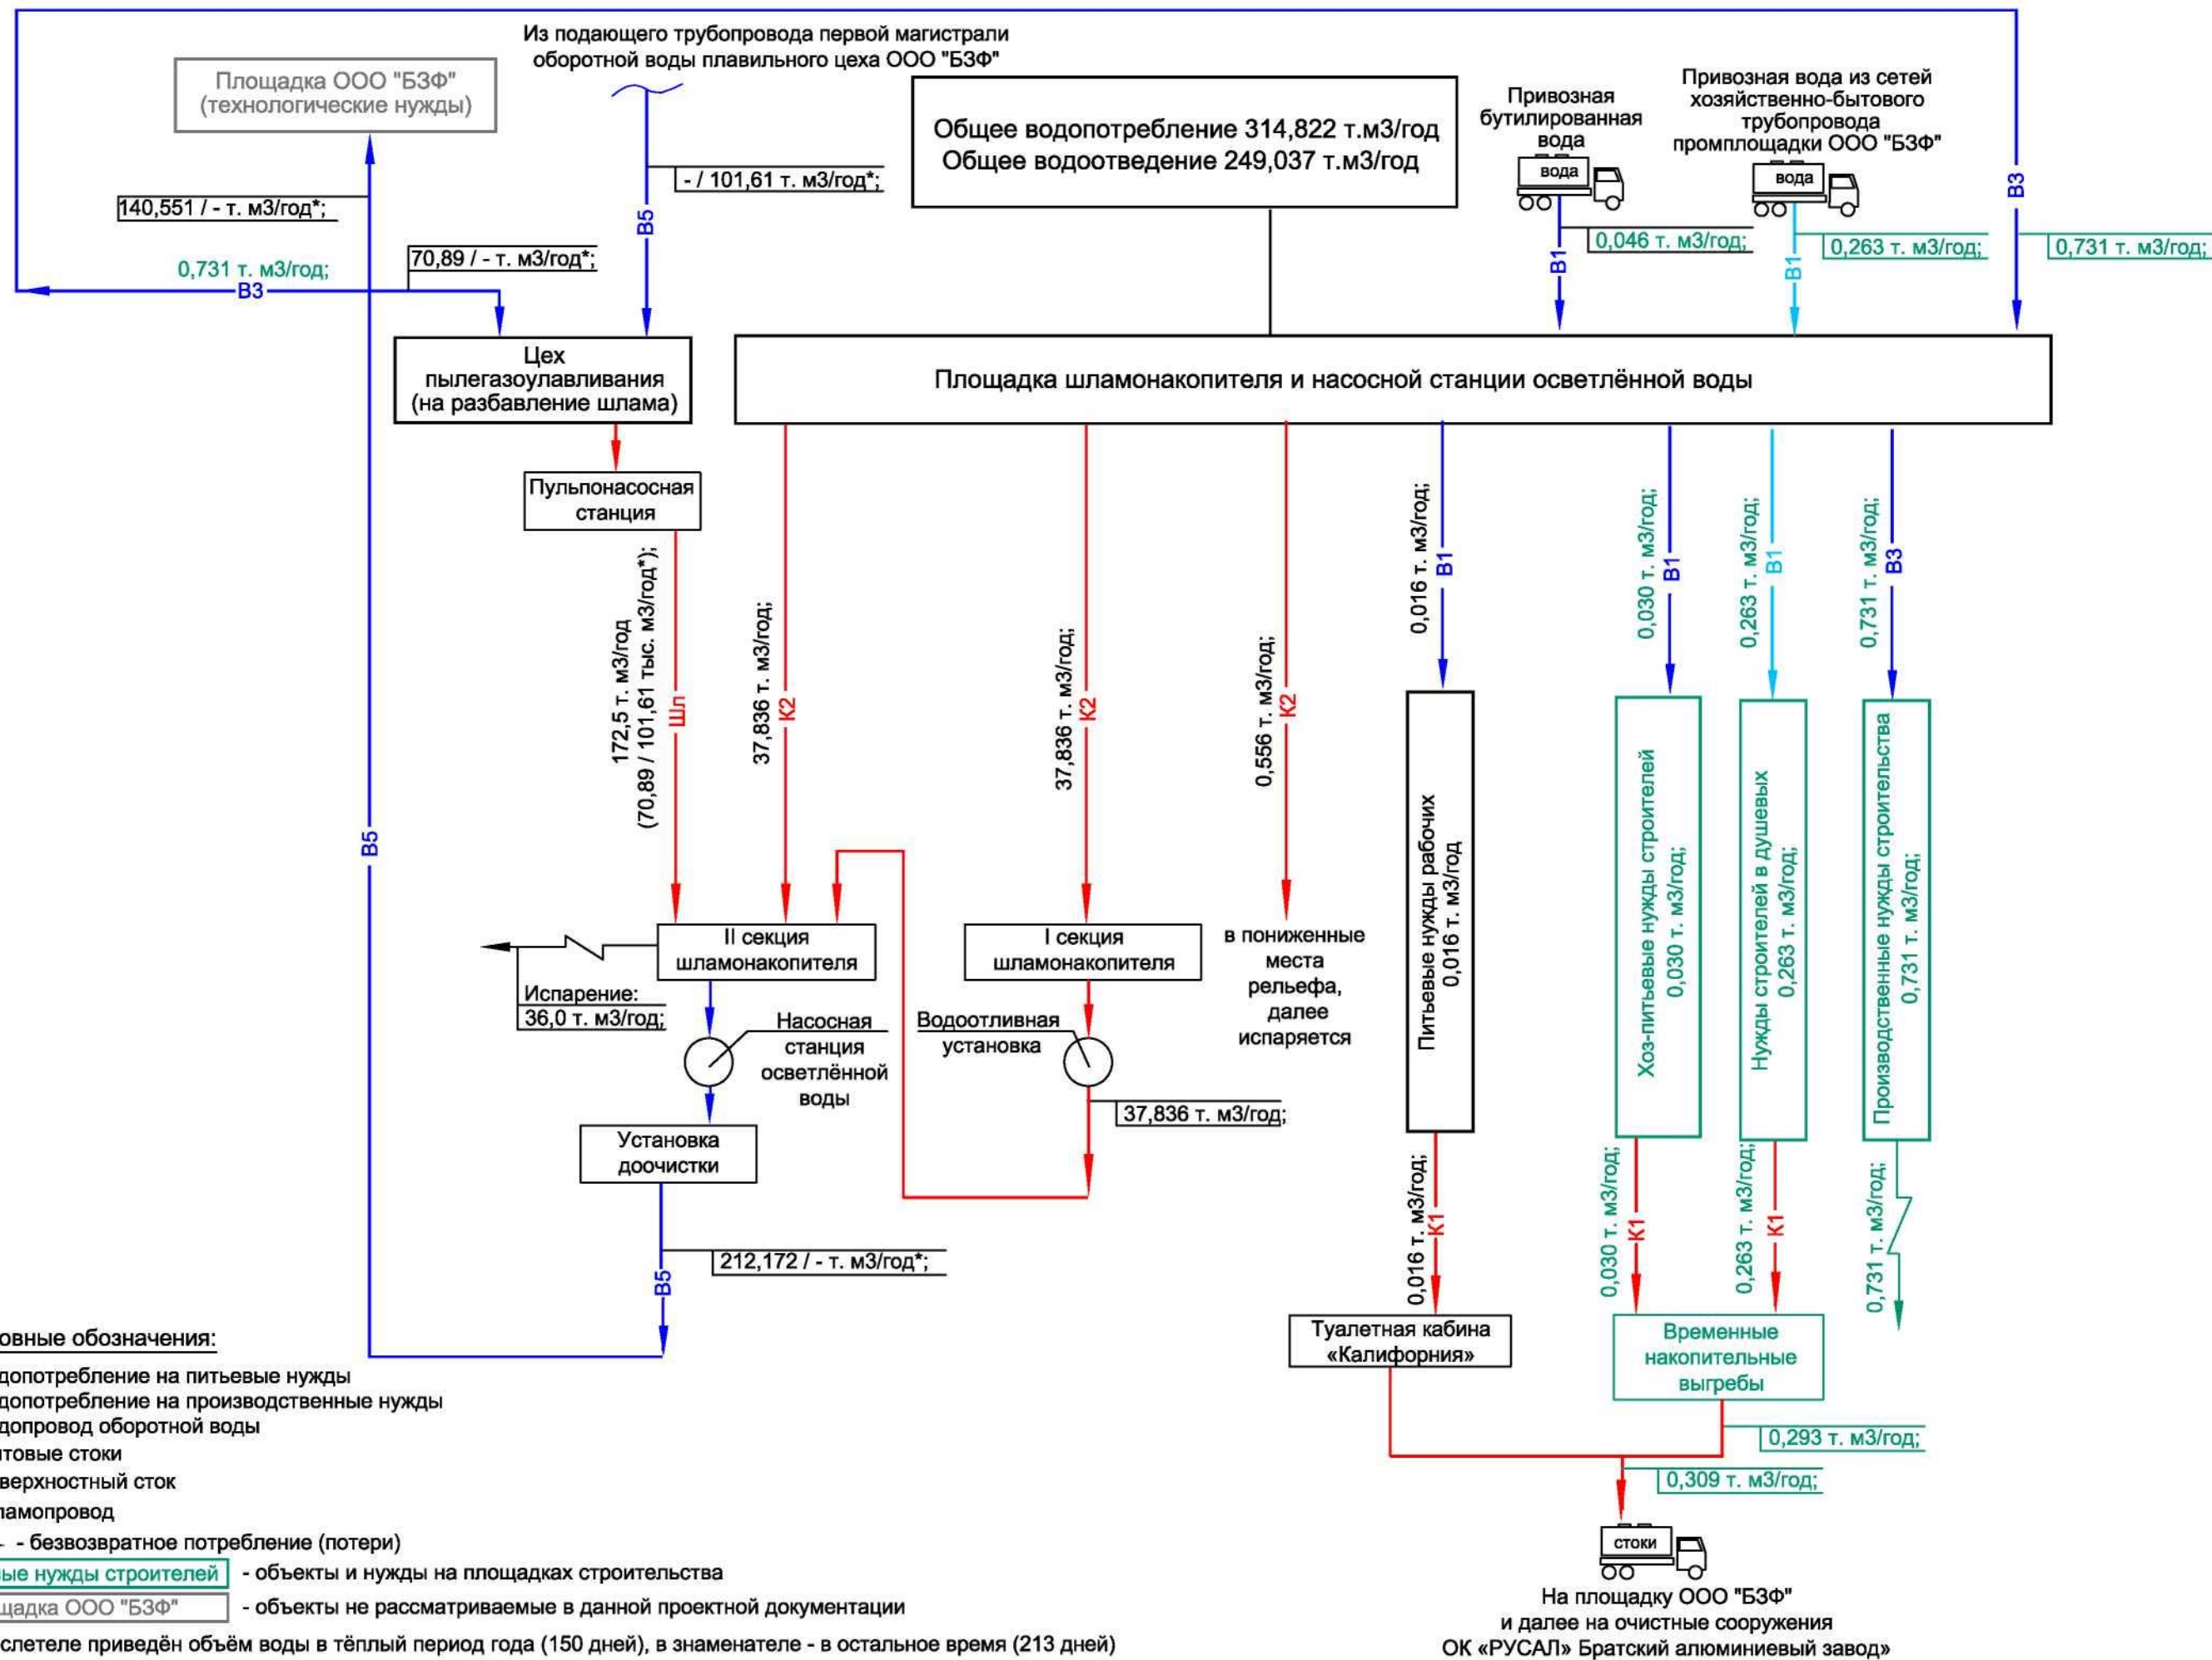 Из подающего трубопровода первой магистрали
оборотной воды плавильного цеха ООО "БЗФ"
Площадка ООО "БЗФ"
(технологические нужды)
Общее водопотребление 314,822 т.м3/год
Общее водоотведение 249,037 т.м3/год
Привозная
бутилированная
вода
вода
Привозная вода из сетей
хозяйственно-бытового
трубопровода
промплощадки ООО "БЗФ"
вода
В3
- / 101,61 т. м3/год*;
140,551 / - т. м3/год*;
В5
0,046 т. м3/год;
0,263 т. м3/год;
0,731 т. м3/год;
В1
В1
70,89 / - т. м3/год*;
0,731 т. м3/год;
В3
Цех
пылегазоулавливания
(на разбавление шлама)
Площадка шламонакопителя и насосной станции осветлённой воды
Пульпонасосная
станция
172,5 т. м3/год
(70,89 / 101,61 тыс. м3/год*);
Шл
37,836 т. м3/год;
К2
37,836 т. м3/год;
К2
0,556 т. м3/год;
К2
0,016 т. м3/год;
В1
0,030 т. м3/год;
В1
0,263 т. м3/год;
В1
0,731 т. м3/год;
В3
В5
Питьевые нужды рабочих
0,016 т. м3/год
Хоз-питьевые нужды строителей
0,030 т. м3/год;
Нужды строителей в душевых
0,263 т. м3/год;
Производственные нужды строительства
0,731 т. м3/год;
II секция
шламонакопителя
I секция
шламонакопителя
в пониженные
места
рельефа,
далее
испаряется
Испарение:
36,0 т. м3/год;
Насосная
станция
осветлённой
воды
Водоотливная
установка
37,836 т. м3/год;
Установка
доочистки
212,172 / - т. м3/год*;
В5
0,016 т. м3/год;
К1
0,030 т. м3/год;
К1
0,263 т. м3/год;
К1
0,731 т. м3/год;
Туалетная кабина
«Калифорния»
Временные
накопительные
выгребы
0,293 т. м3/год;
0,309 т. м3/год;
стоки
На площадку ООО "БЗФ"
и далее на очистные сооружения
ОК «РУСАЛ» Братский алюминиевый завод»
овные обозначения:
допотребление на питьевые нужды
допотребление на производственные нужды
допровод оборотной воды
товые стоки
верхностный сток
ламопровод
- безвозвратное потребление (потери)
ые нужды строителей - объекты и нужды на площадках строительства
щадка ООО "БЗФ" - объекты не рассматриваемые в данной проектной документации
слетеле приведён объём воды в тёплый период года (150 дней), в знаменателе - в остальное время (213 дней)